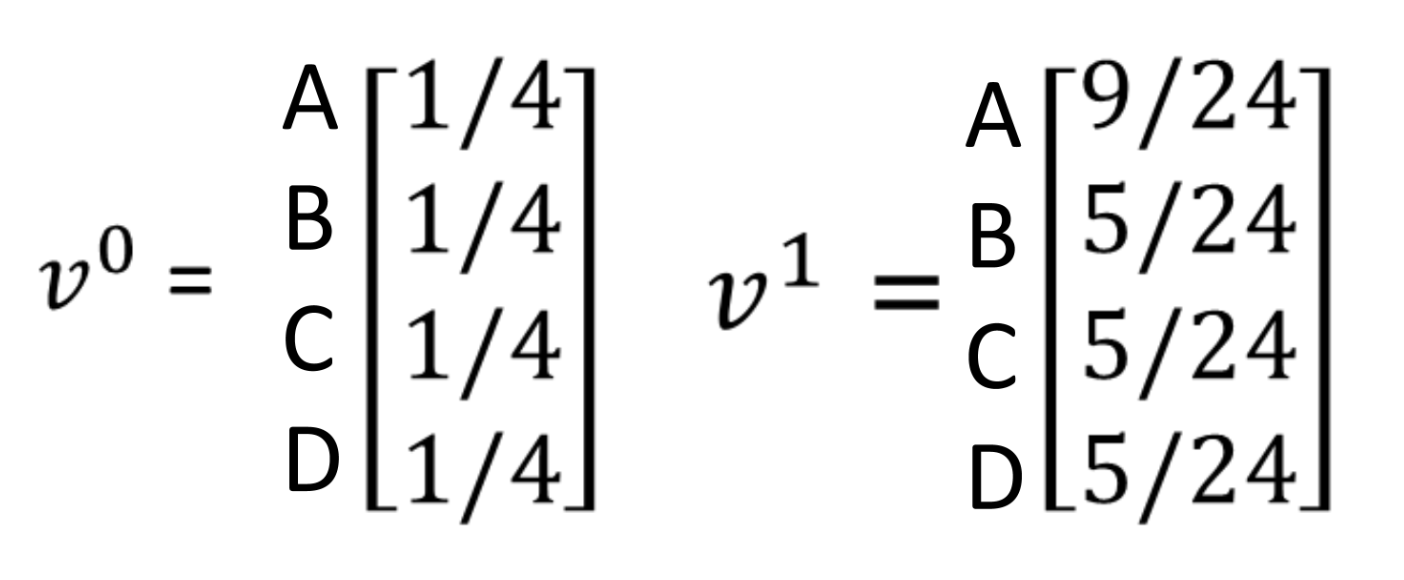 v⁰ = A [1/4] v¹ = A [9/24]
B [1/4] B [5/24]
C [1/4] C [5/24]
D [1/4] D [5/24]